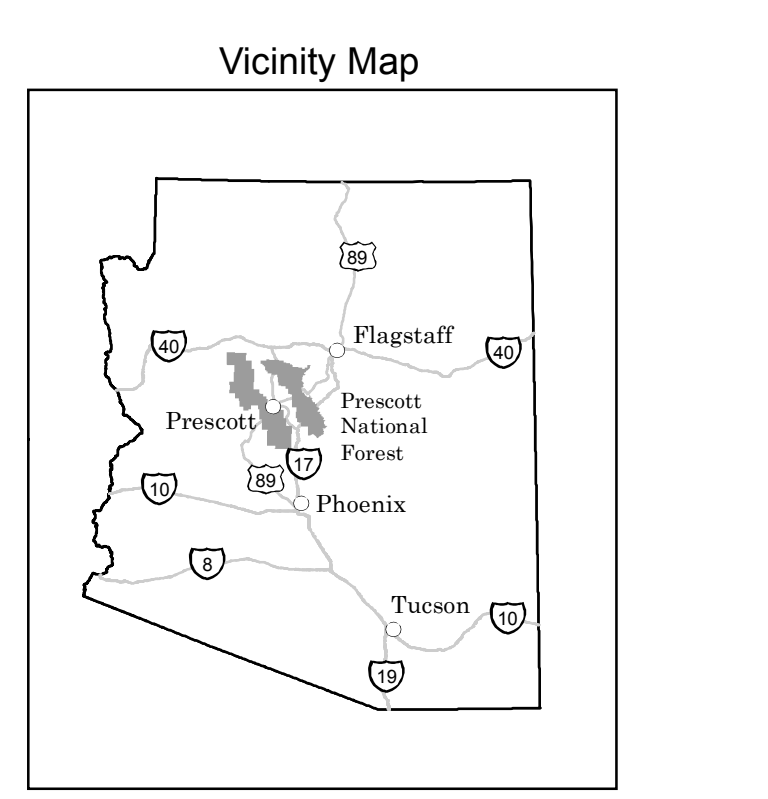 Vicinity Map
89
Flagstaff
40
40
Prescott
National
Forest
Prescott
17
89
10
Phoenix
8
Tucson
10
19